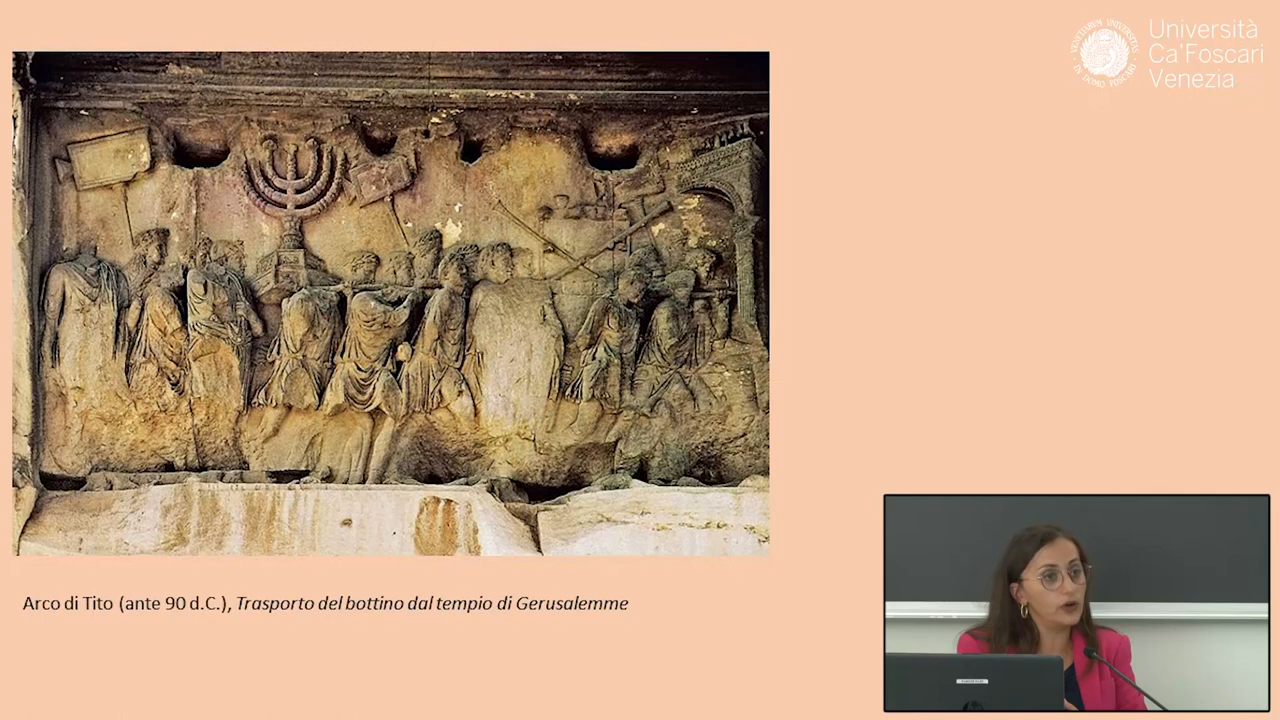 Università
Ca'Foscari
Venezia
Arco di Tito (ante 90 d.C.), Trasporto del bottino dal tempio di Gerusalemme